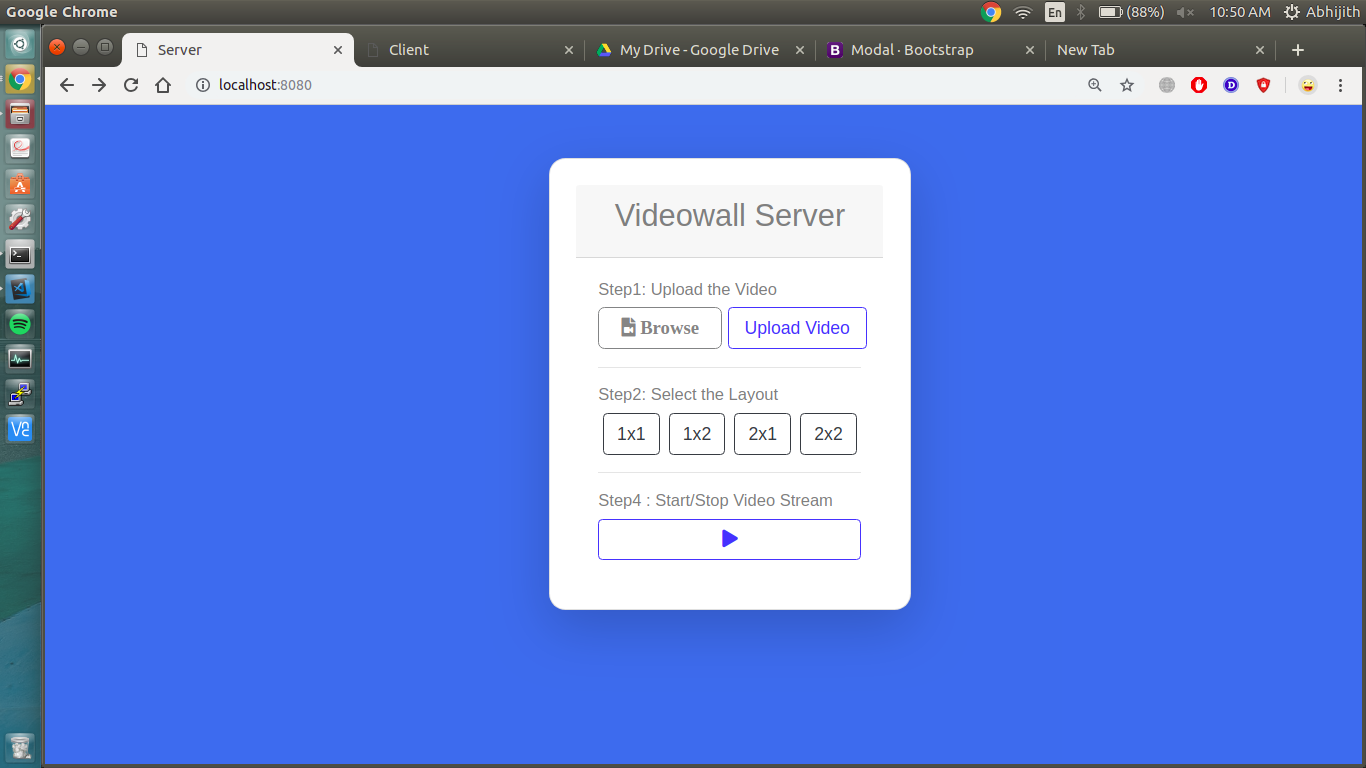 Google Chrome En (88%) 10:50 AM Abhijith
Server Client My Drive - Google Drive B Modal · Bootstrap New Tab
localhost:8080 D
Videowall Server
Step1: Upload the Video
Browse Upload Video
Step2: Select the Layout
1x1 1x2 2x1 2x2
Step4 : Start/Stop Video Stream